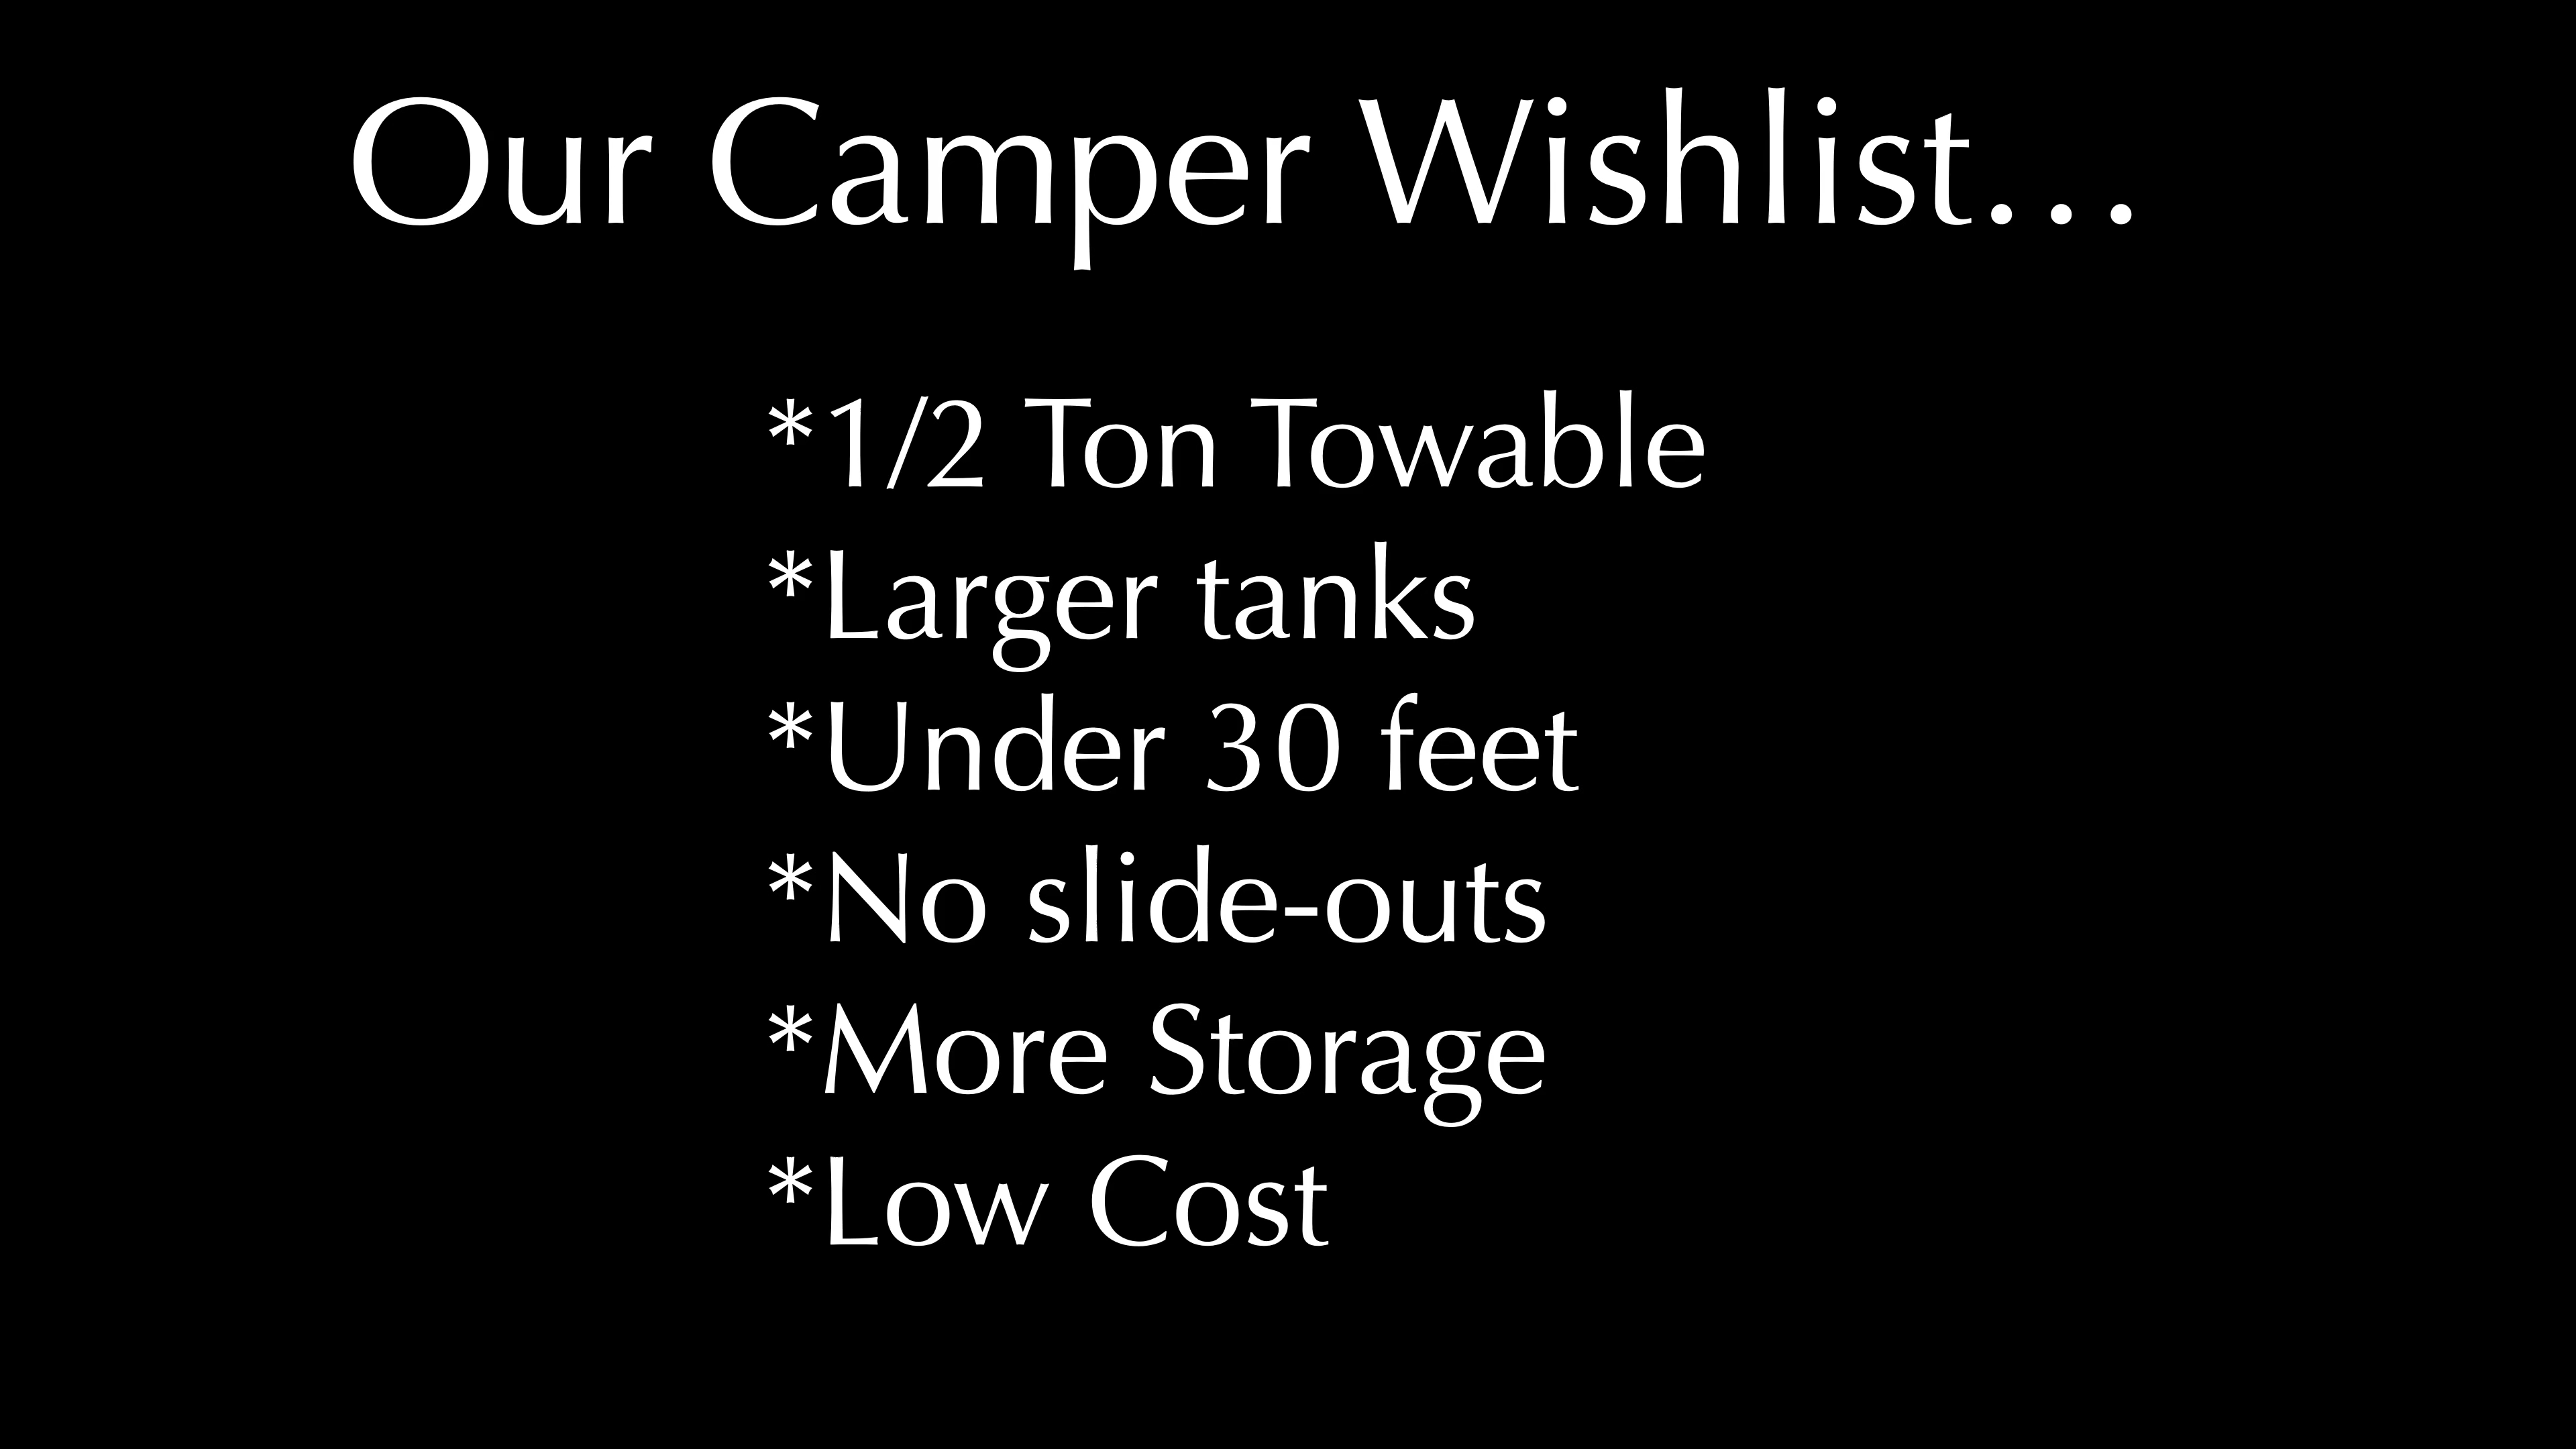 Our Camper Wishlist...
*1/2 Ton Towable
*Larger tanks
*Under 30 feet
*No slide-outs
*More Storage
*Low Cost